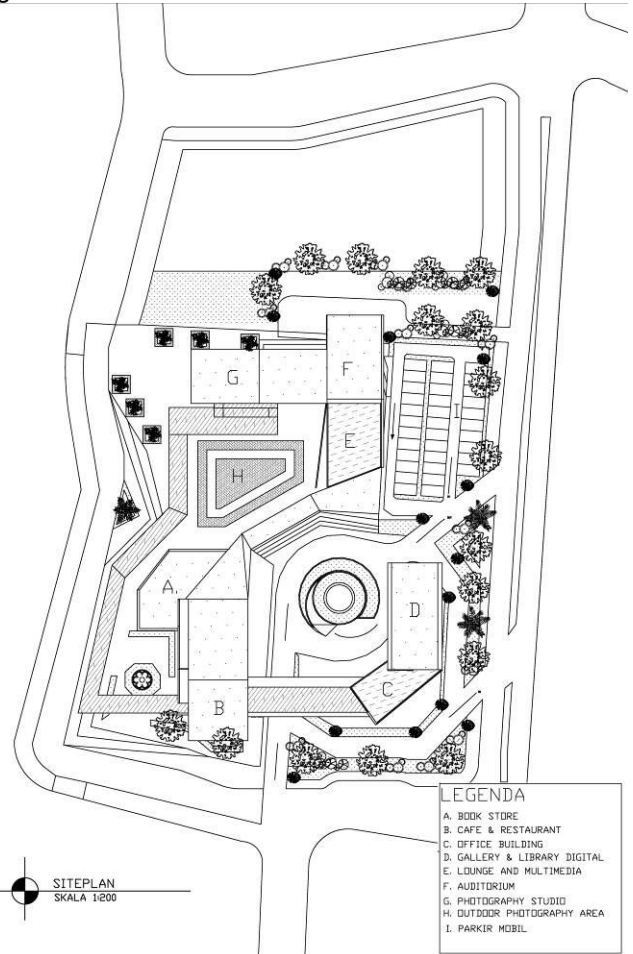 F
G
E
I
H
A.
D
C
B
LEGENDA
A. BOOK STORE
B. CAFE & RESTAURANT
C. OFFICE BUILDING
D. GALLERY & LIBRARY DIGITAL
E. LOUNGE AND MULTIMEDIA
F. AUDITORIUM
G. PHOTOGRAPHY STUDIO
H. OUTDOOR PHOTOGRAPHY AREA
I. PARKIR MOBIL
SITEPLAN
SKALA 1:200